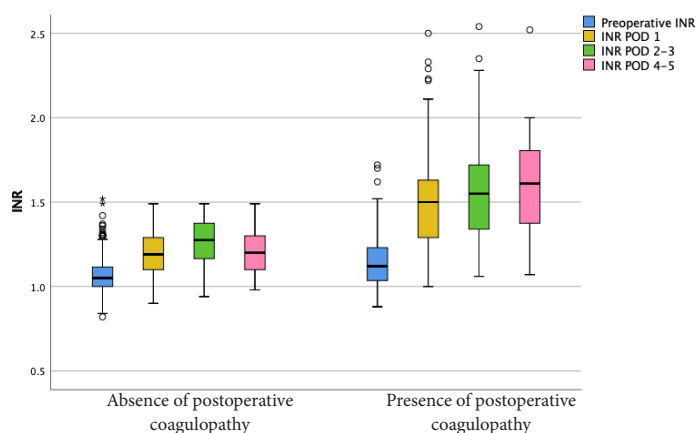 2.5
2.0
1.5
1.0
0.5
INR
Preoperative INR
INR POD 1
INR POD 2–3
INR POD 4–5
Absence of postoperative
coagulopathy
Presence of postoperative
coagulopathy